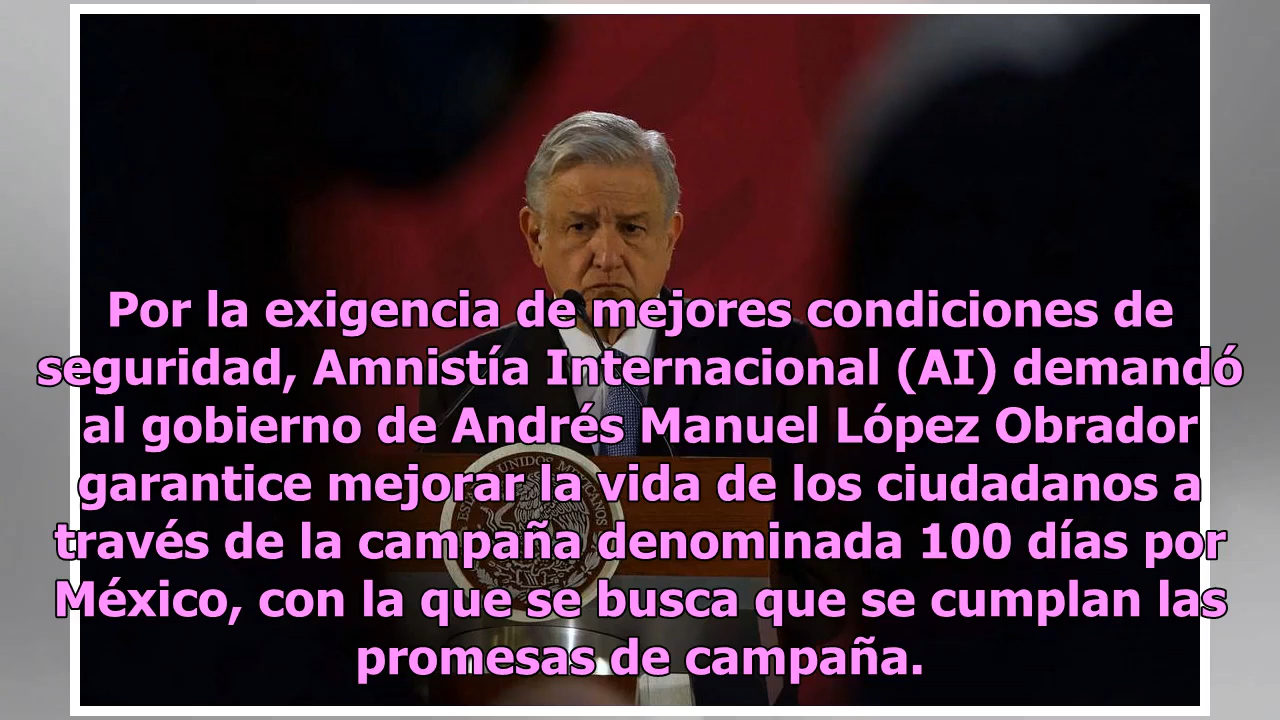 Por la exigencia de mejores condiciones de
seguridad, Amnistía Internacional (AI) demandó
al gobierno de Andrés Manuel López Obrador
garantice mejorar la vida de los ciudadanos a
través de la campaña denominada 100 días por
México, con la que se busca que se cumplan las
promesas de campaña.
UNIDOS MEXICANOS